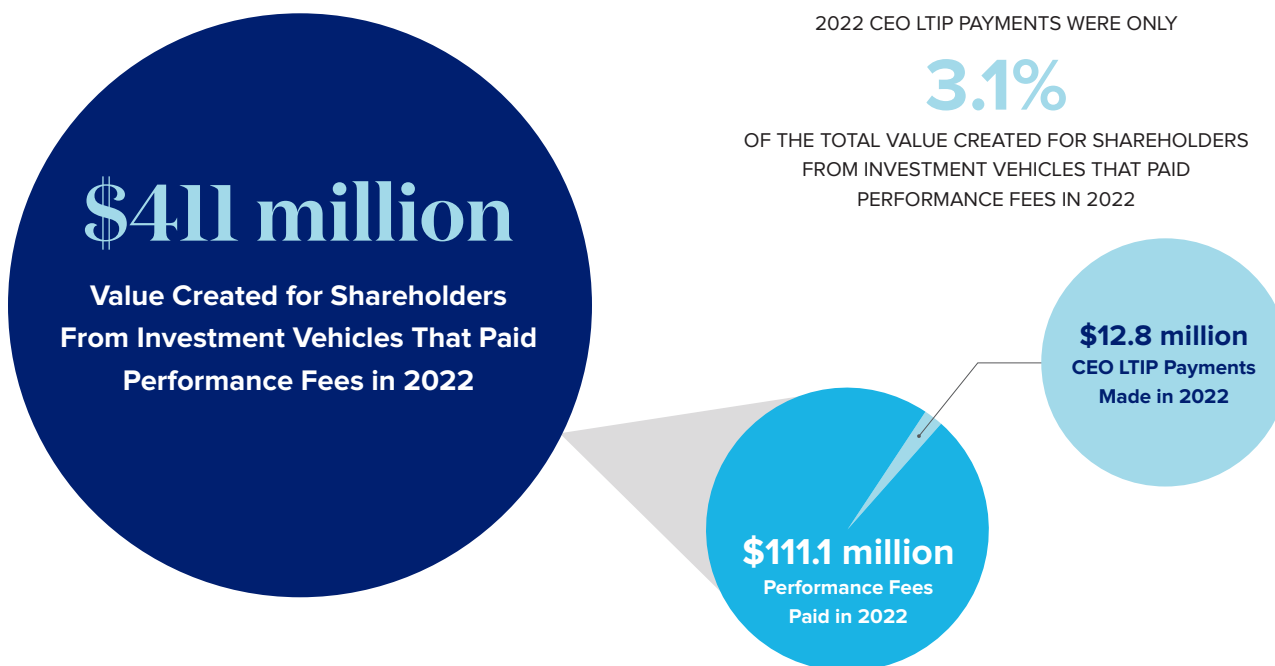 2022 CEO LTIP PAYMENTS WERE ONLY
3.1%
OF THE TOTAL VALUE CREATED FOR SHAREHOLDERS
FROM INVESTMENT VEHICLES THAT PAID
PERFORMANCE FEES IN 2022
$411 million
Value Created for Shareholders
From Investment Vehicles That Paid
Performance Fees in 2022
$12.8 million
CEO LTIP Payments
Made in 2022
$111.1 million
Performance Fees
Paid in 2022